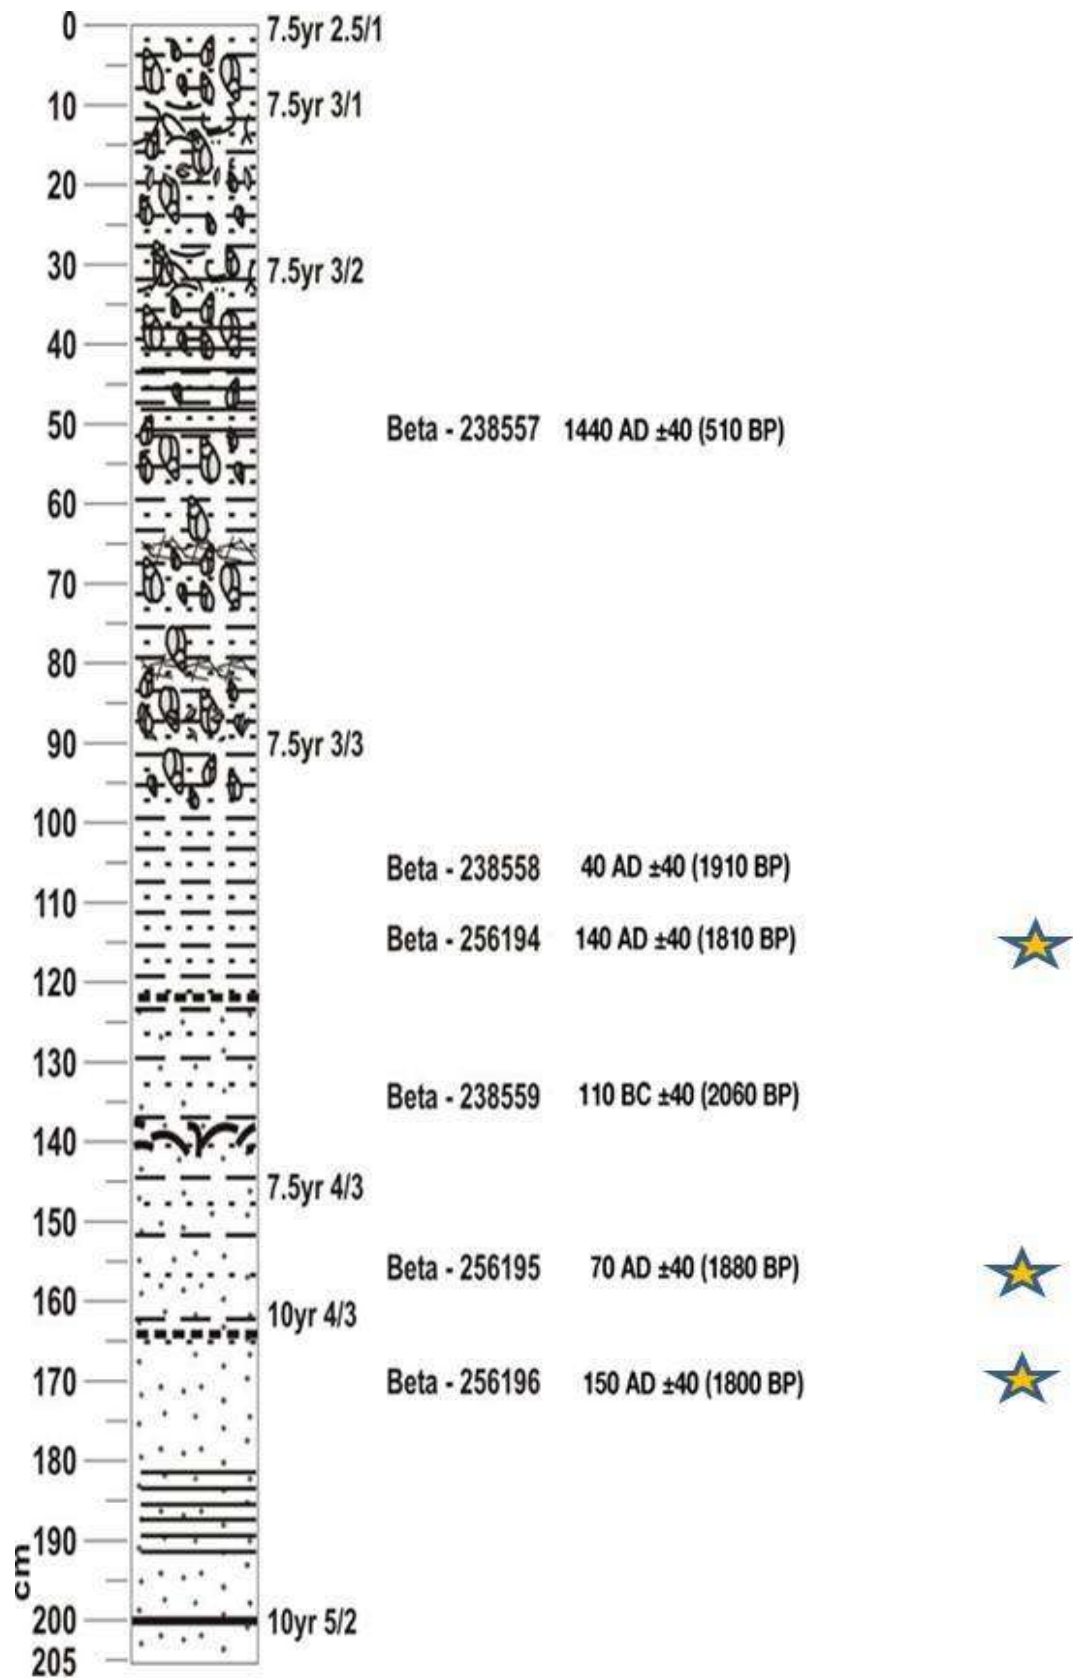 0 7.5yr 2.5/1
10 7.5yr 3/1
20
30 7.5yr 3/2
40
50 Beta - 238557 1440 AD ±40 (510 BP)
60
70
80
90 7.5yr 3/3
100
Beta - 238558 40 AD ±40 (1910 BP)
110
Beta - 256194 140 AD ±40 (1810 BP)
120
130
Beta - 238559 110 BC ±40 (2060 BP)
140
7.5yr 4/3
150
Beta - 256195 70 AD ±40 (1880 BP)
160 10yr 4/3
170 Beta - 256196 150 AD ±40 (1800 BP)
180
190
cm
200 10yr 5/2
205